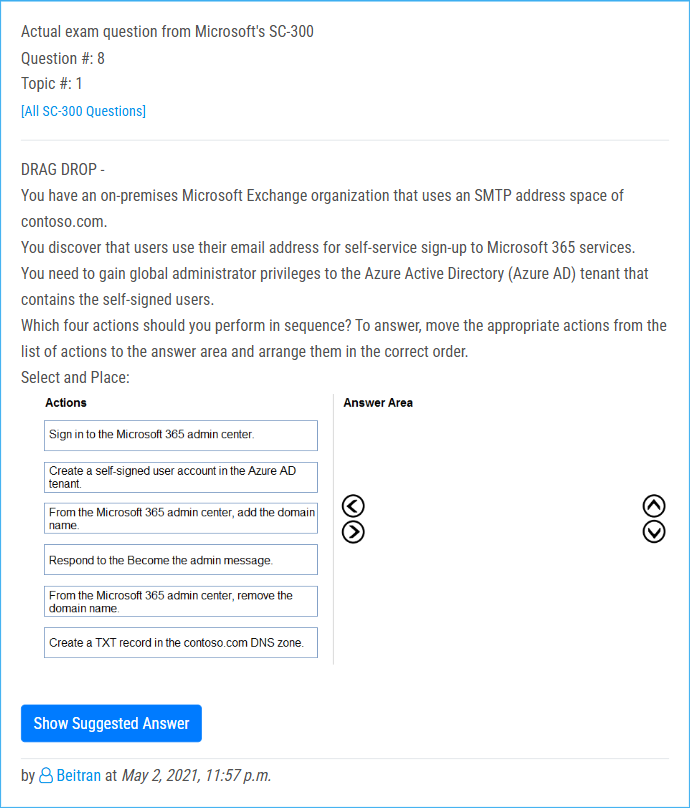 Actual exam question from Microsoft's SC-300
Question #: 8
Topic #: 1
[All SC-300 Questions]
DRAG DROP -
You have an on-premises Microsoft Exchange organization that uses an SMTP address space of
contoso.com.
You discover that users use their email address for self-service sign-up to Microsoft 365 services.
You need to gain global administrator privileges to the Azure Active Directory (Azure AD) tenant that
contains the self-signed users.
Which four actions should you perform in sequence? To answer, move the appropriate actions from the
list of actions to the answer area and arrange them in the correct order.
Select and Place:
Actions
Sign in to the Microsoft 365 admin center.
Create a self-signed user account in the Azure AD
tenant.
From the Microsoft 365 admin center, add the domain
name.
Respond to the Become the admin message.
From the Microsoft 365 admin center, remove the
domain name.
Create a TXT record in the contoso.com DNS zone.
Answer Area
Show Suggested Answer
by Beitran at May 2, 2021, 11:57 p.m.